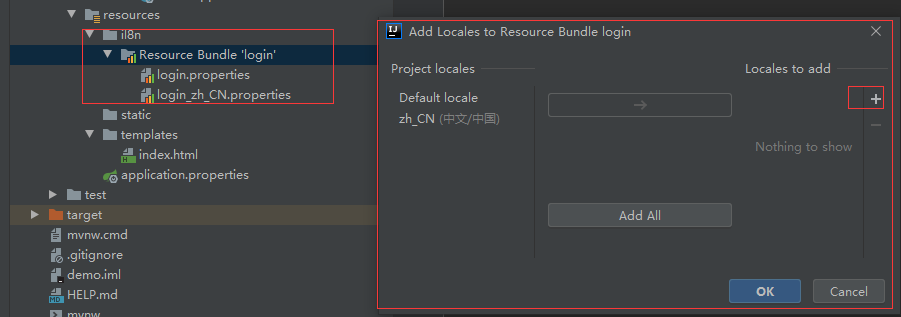 resources
il8n
Resource Bundle 'login'
login.properties
login_zh_CN.properties
static
templates
index.html
application.properties
test
target
mvnw.cmd
.gitignore
demo.iml
HELP.md
mvnw
Add Locales to Resource Bundle login
Project locales
Locales to add
Default locale
zh_CN (中文/中国)
Nothing to show
Add All
OK
Cancel